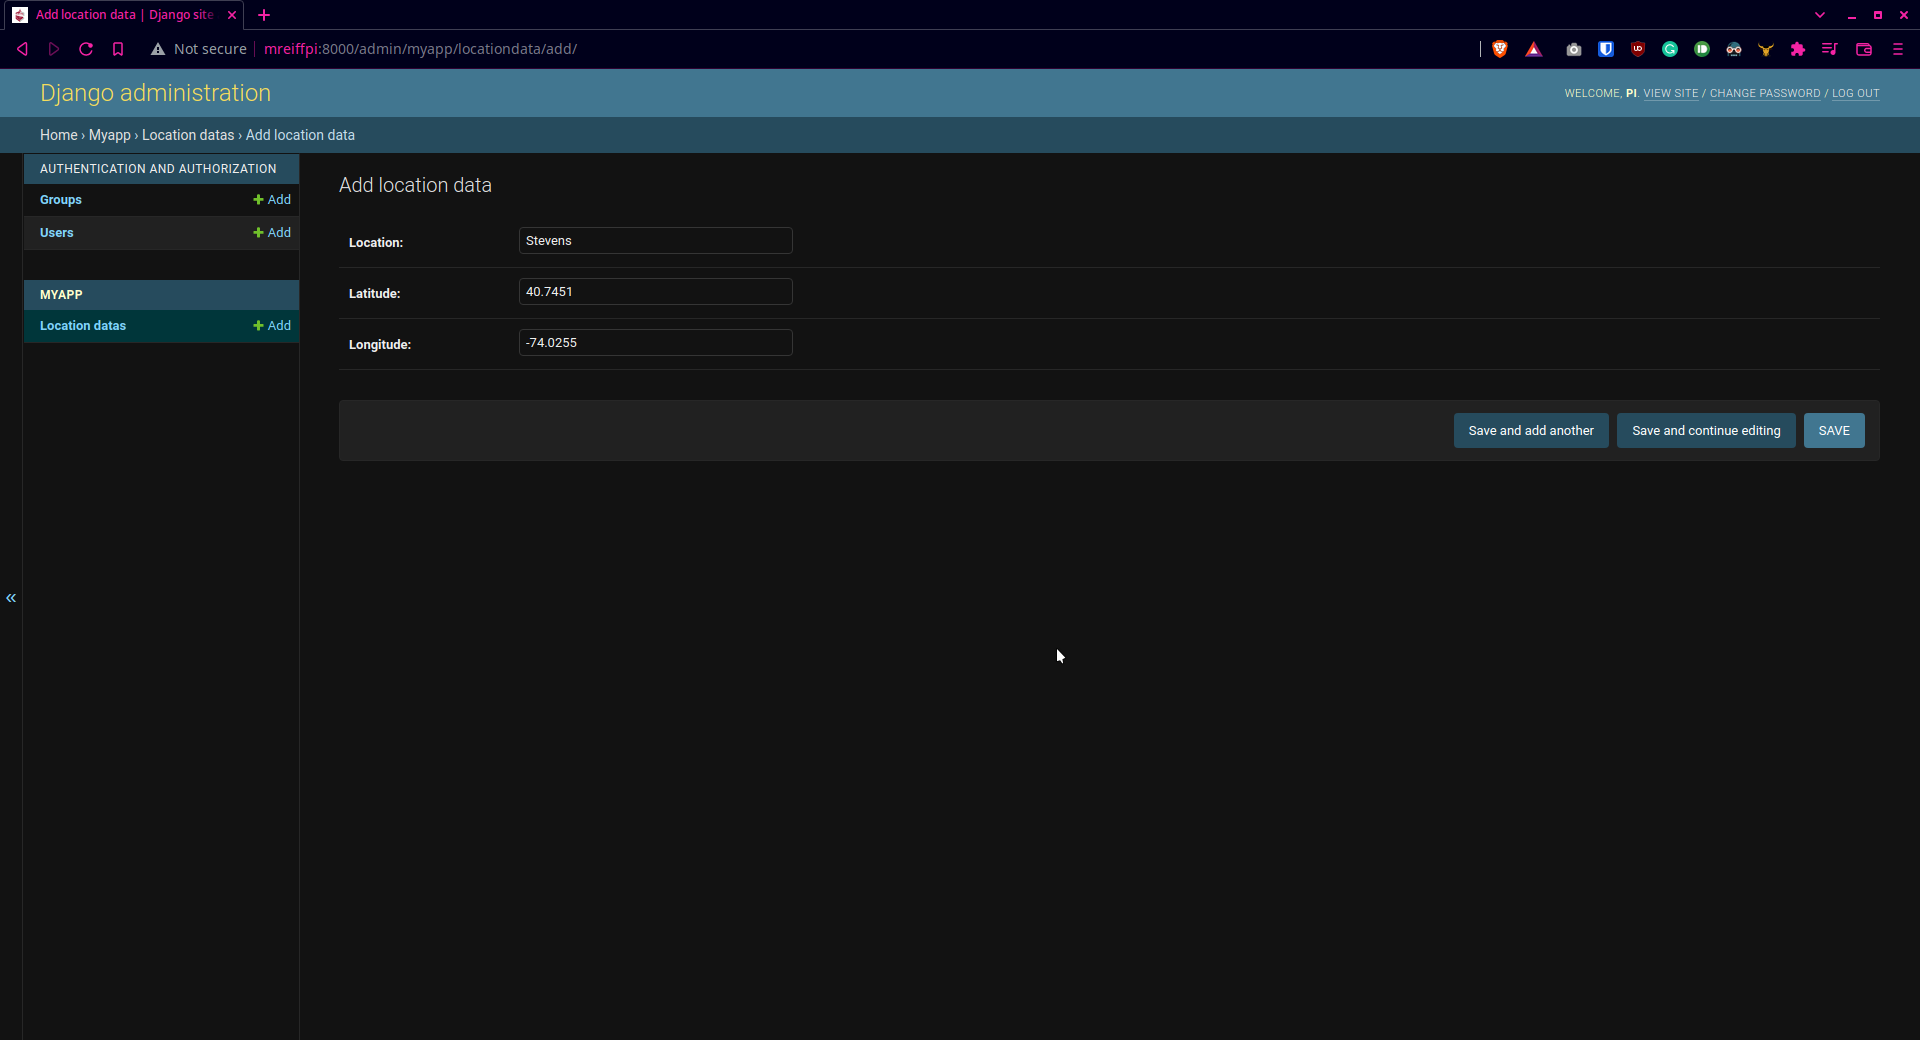 Add location data | Django site
Not secure mreiffpi:8000/admin/myapp/locationdata/add/
Django administration
WELCOME, PI. VIEW SITE / CHANGE PASSWORD / LOG OUT
Home › Myapp › Location datas › Add location data
AUTHENTICATION AND AUTHORIZATION
Groups Add
Users Add
MYAPP
Location datas Add
«
Add location data
Location: Stevens
Latitude: 40.7451
Longitude: -74.0255
Save and add another Save and continue editing SAVE